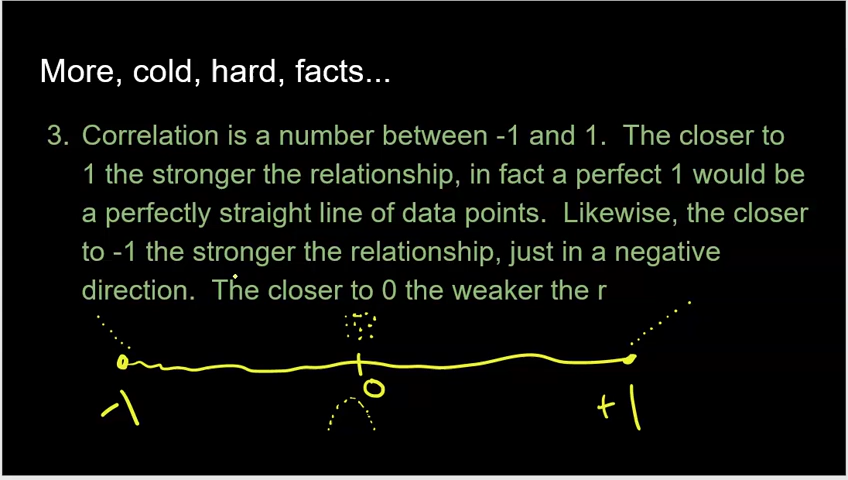 More, cold, hard, facts...
3. Correlation is a number between -1 and 1. The closer to
1 the stronger the relationship, in fact a perfect 1 would be
a perfectly straight line of data points. Likewise, the closer
to -1 the stronger the relationship, just in a negative
direction. The closer to 0 the weaker the r
0
-1
+1